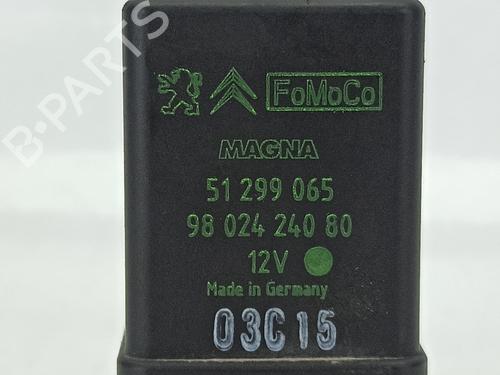 B-PARTS
FoMoCo
MAGNA
51 299 065
98 024 240 80
12V
Made in Germany
03C15